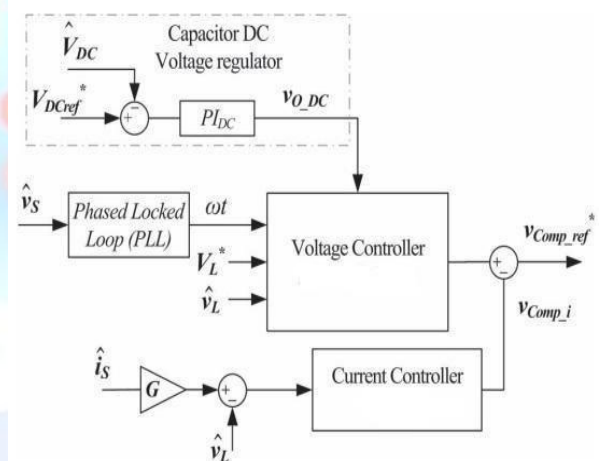 Capacitor DC
Voltage regulator
V̂DC
VDCref*
+
−
PIDC
vO_DC
v̂S
Phased Locked
Loop (PLL)
ωt
VL*
v̂L
Voltage Controller
+
−
vComp_ref*
vComp_i
îS
G
+
−
v̂L
Current Controller